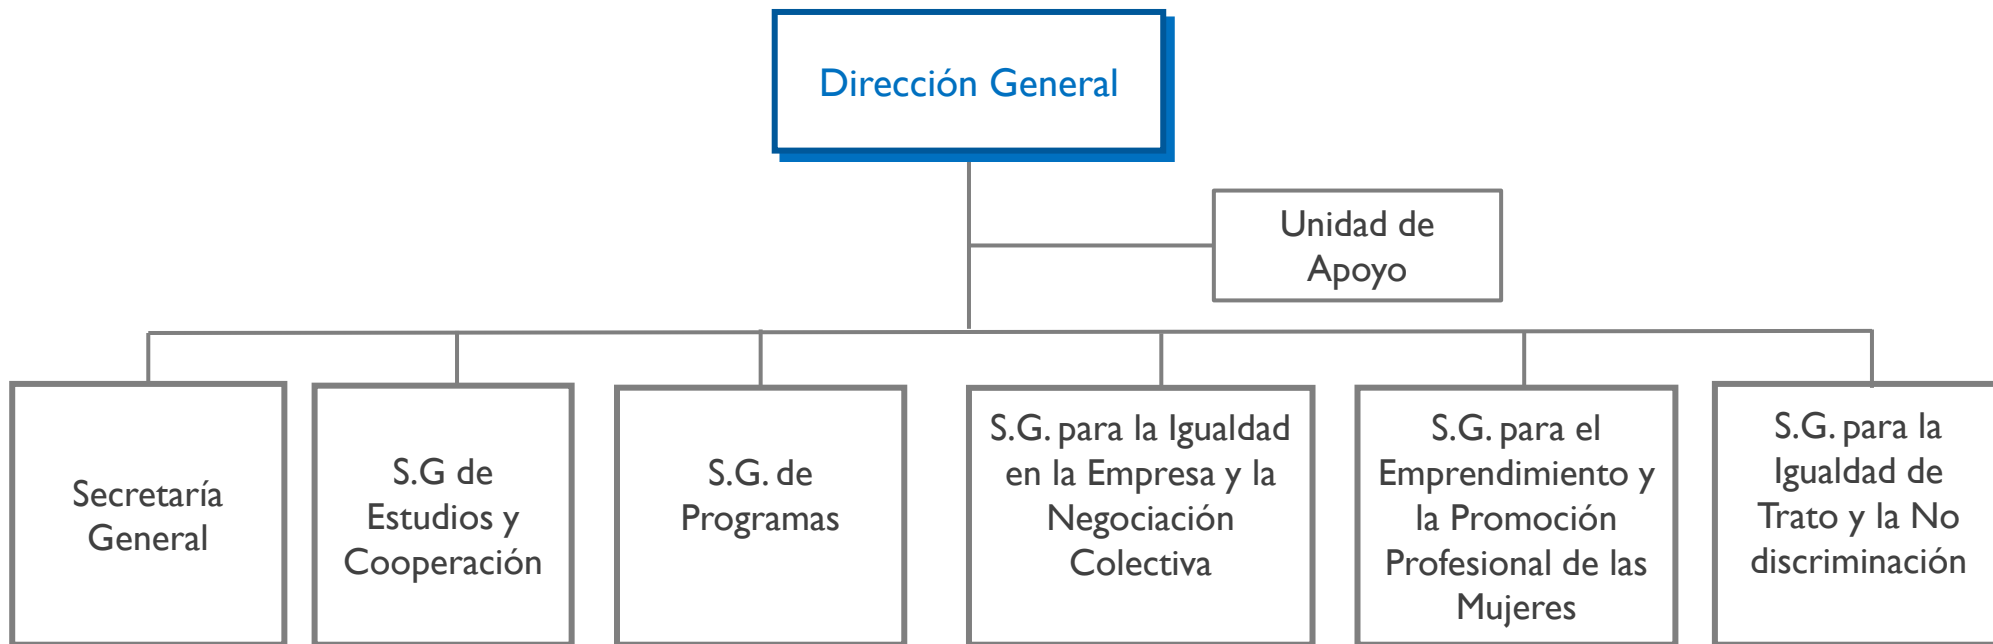 Dirección General
Unidad de
Apoyo
Secretaría
General
S.G de
Estudios y
Cooperación
S.G. de
Programas
S.G. para la Igualdad
en la Empresa y la
Negociación
Colectiva
S.G. para el
Emprendimiento y
la Promoción
Profesional de las
Mujeres
S.G. para la
Igualdad de
Trato y la No
discriminación